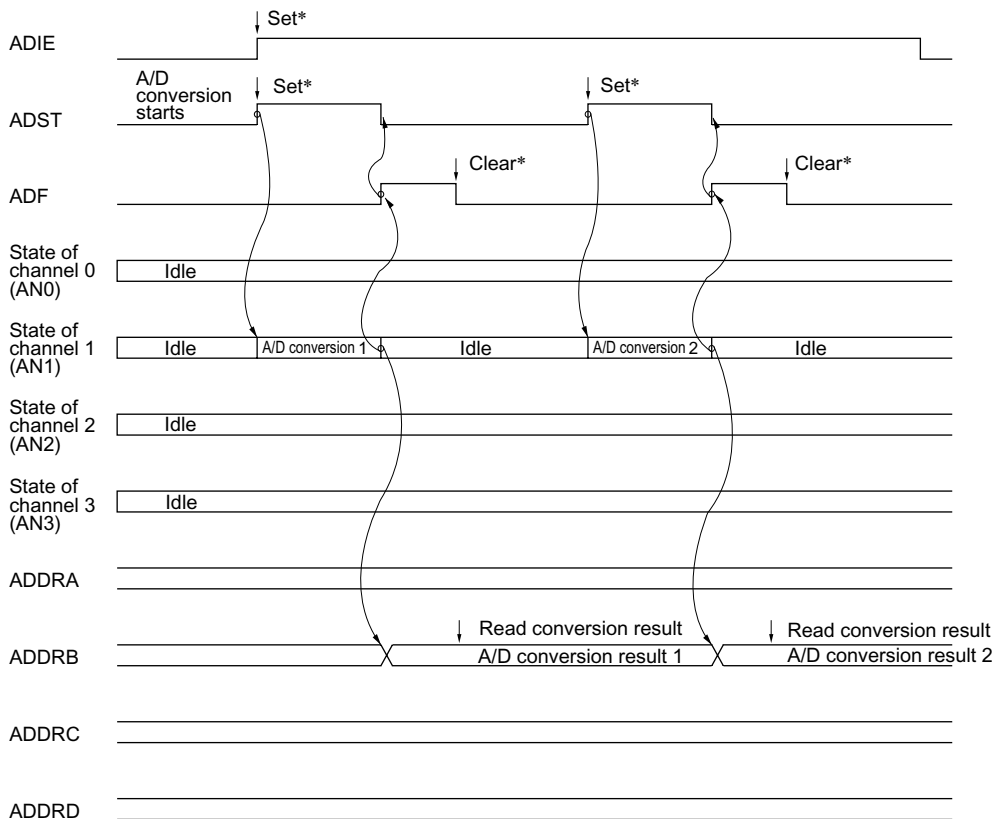 Set*
ADIE
A/D
conversion
starts
Set*
Set*
ADST
Clear*
Clear*
ADF
State of
channel 0
(AN0)
Idle
State of
channel 1
(AN1)
Idle
A/D conversion 1
Idle
A/D conversion 2
Idle
State of
channel 2
(AN2)
Idle
State of
channel 3
(AN3)
Idle
ADDRA
Read conversion result
Read conversion result
ADDRB
A/D conversion result 1
A/D conversion result 2
ADDRC
ADDRD